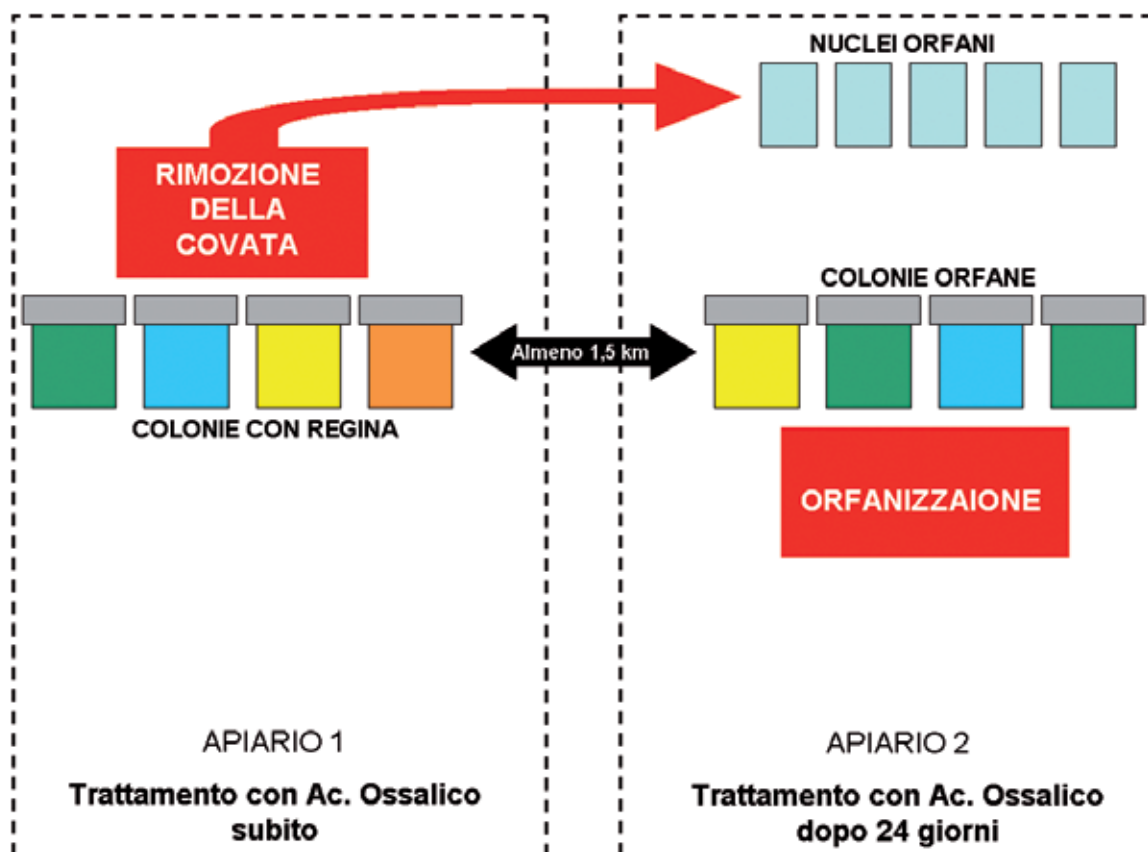 NUCLEI ORFANI
RIMOZIONE
DELLA
COVATA
COLONIE ORFANE
Almeno 1,5 km
COLONIE CON REGINA
ORFANIZZAIONE
APIARIO 1
Trattamento con Ac. Ossalico
subito
APIARIO 2
Trattamento con Ac. Ossalico
dopo 24 giorni